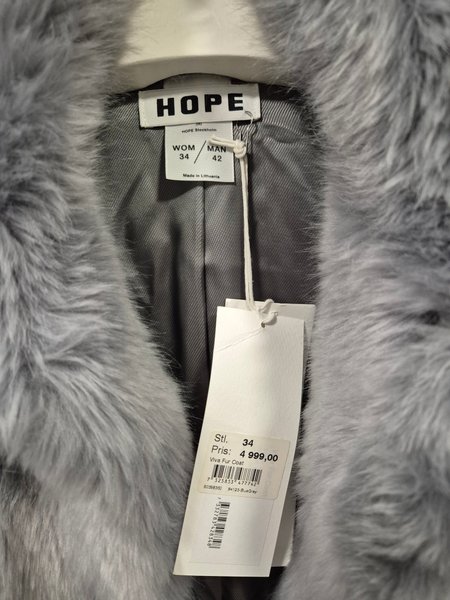 HOPE
HOPE Stockholm
WOM / MAN
34 42
Made in Lithuania
Stl. 34
Pris: 4 999,00
Viva Fur Coat